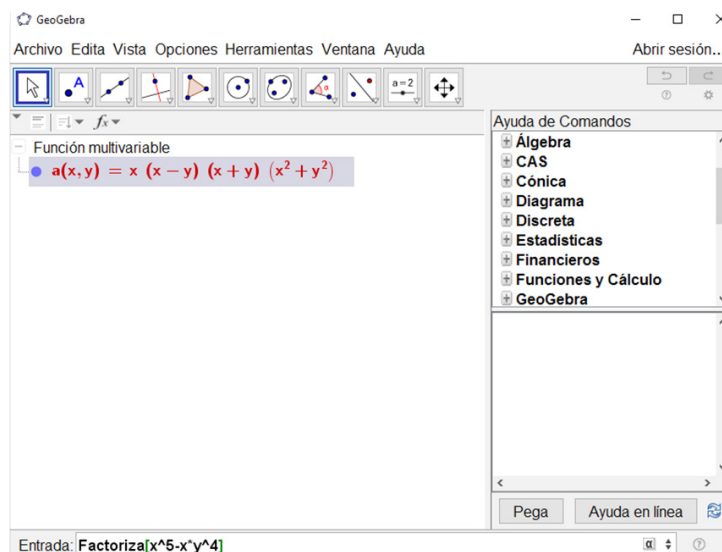 GeoGebra
Archivo Edita Vista Opciones Herramientas Ventana Ayuda Abrir sesión...
A α a=2
fx
Función multivariable
a(x, y) = x (x − y) (x + y) (x² + y²)
Ayuda de Comandos
Álgebra
CAS
Cónica
Diagrama
Discreta
Estadísticas
Financieros
Funciones y Cálculo
GeoGebra
Pega Ayuda en línea
Entrada: Factoriza[x^5-x*y^4] α